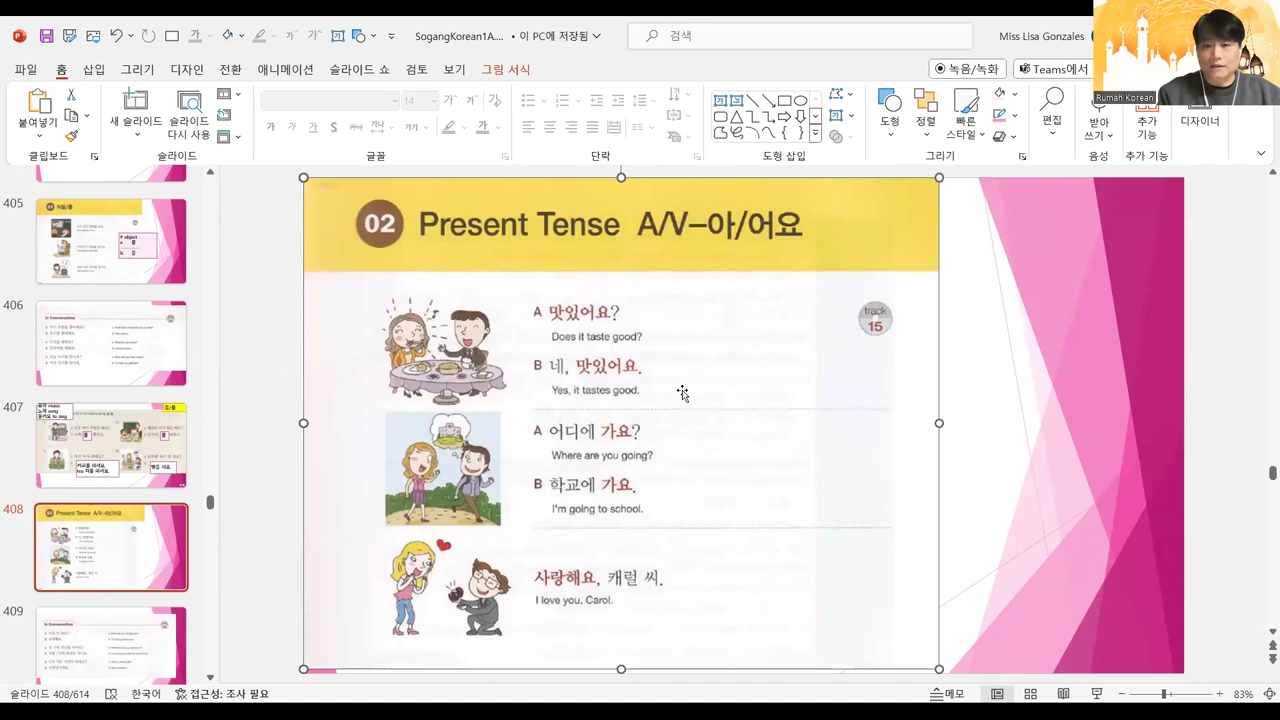 SogangKorean1A.... • 이 PC에 저장됨
검색
Miss Lisa Gonzales
Rumah Korean
파일 홈 삽입 그리기 디자인 전환 애니메이션 슬라이드 쇼 검토 보기 그림 서식
녹음/녹화
Teams에서
새 슬라이드
슬라이드 다시 사용
도형
정렬
빠른 스타일
편집
받아쓰기
추가 기능
디자이너
클립보드
슬라이드
글꼴
단락
도형 삽입
그리기
음성
추가 기능
405
406
407
408
409
02 Present Tense A/V–아/어요
track
15
A 맛있어요?
Does it taste good?
B 네, 맛있어요.
Yes, it tastes good.
A 어디에 가요?
Where are you going?
B 학교에 가요.
I'm going to school.
사랑해요, 캐럴 씨.
I love you, Carol.
슬라이드 408/614
한국어
접근성: 조사 필요
메모
83%